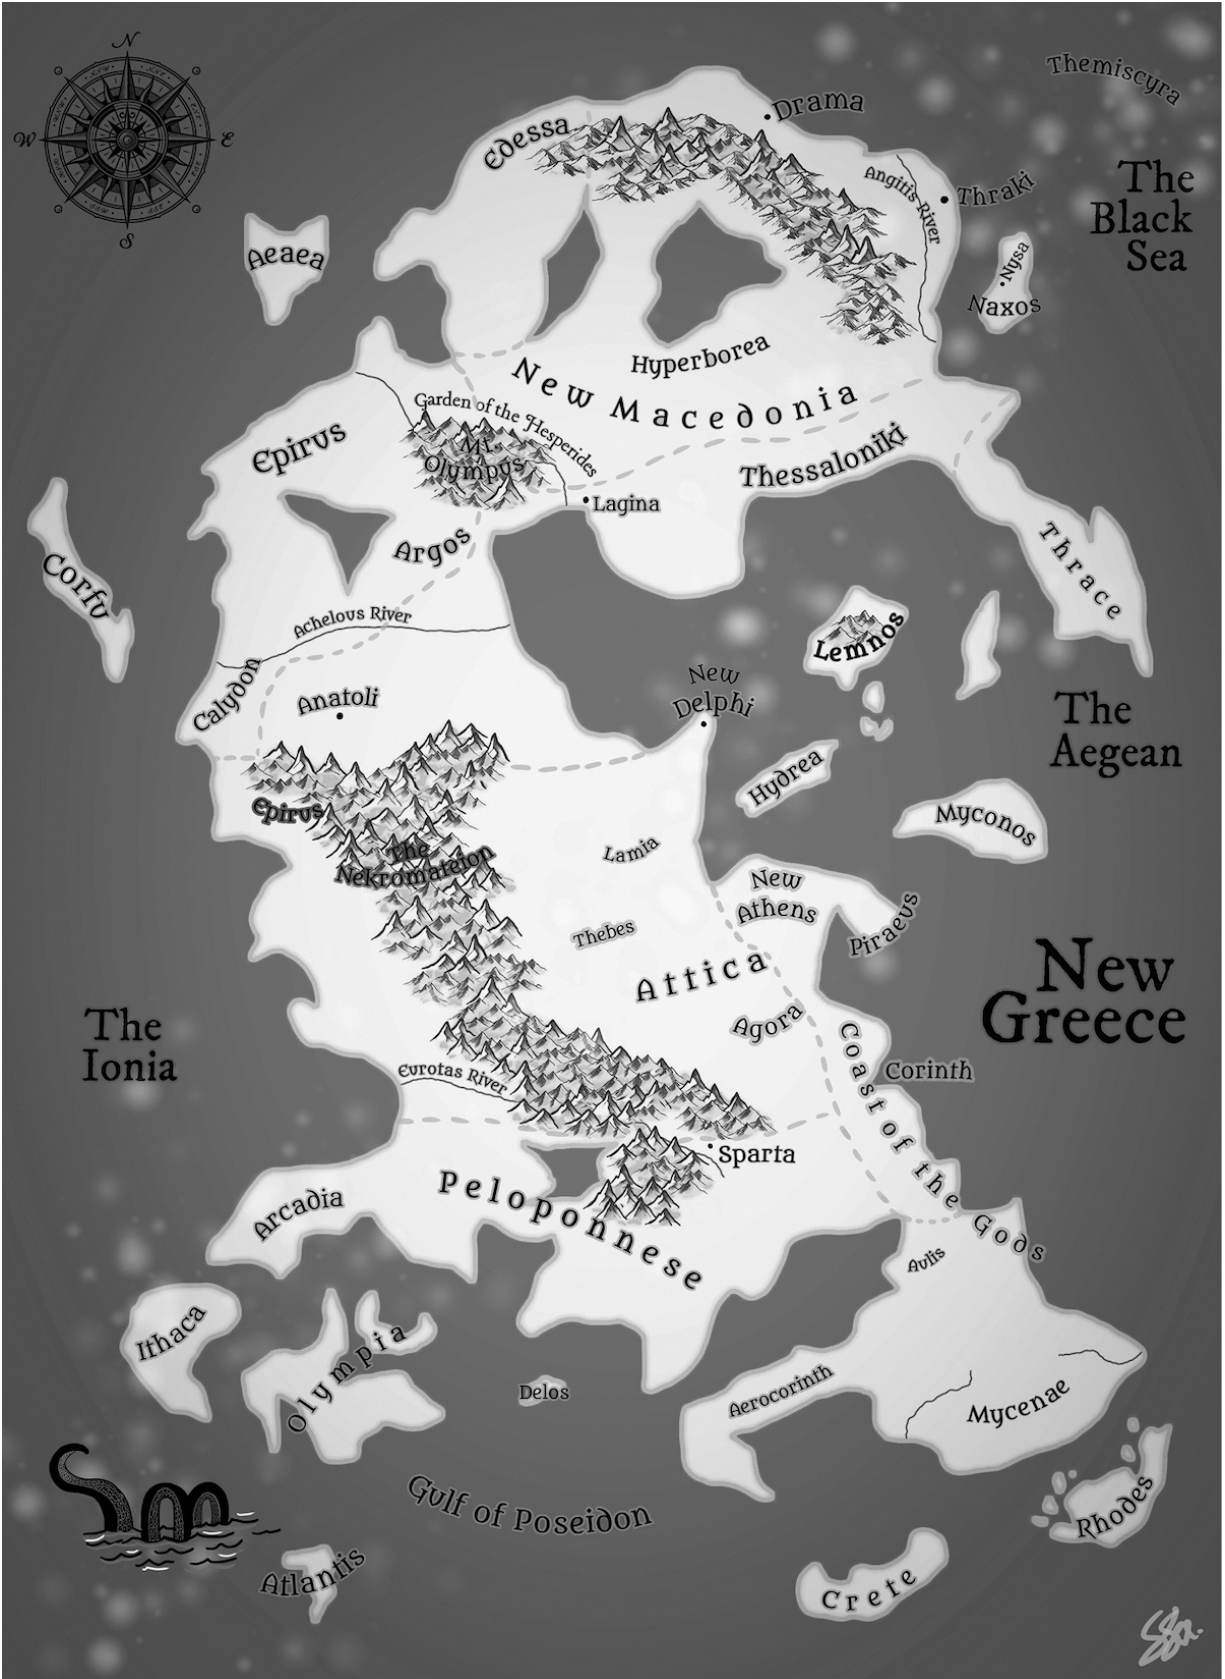 N
W
E
S
Themiscyra
Drama
Edessa
The
Black
Sea
Angitis River
Thraki
Aeaea
Nysa
Naxos
Hyperborea
New Macedonia
Garden of the Hesperides
Epirus
Mt.
Olympus
Thessaloniki
Lagina
Argos
Corfu
Thrace
Achelous River
Lemnos
Calydon
Anatoli
New
Delphi
The
Aegean
Hydrea
Epirus
Myconos
The
Nekromateion
Lamia
New
Athens
Piraeus
Thebes
Attica
New
Greece
Agora
The
Ionia
Coast of the Gods
Corinth
Eurotas River
Sparta
Peloponnese
Arcadia
Aulis
Ithaca
Olympia
Delos
Aerocorinth
Mycenae
Gulf of Poseidon
Rhodes
Atlantis
Crete